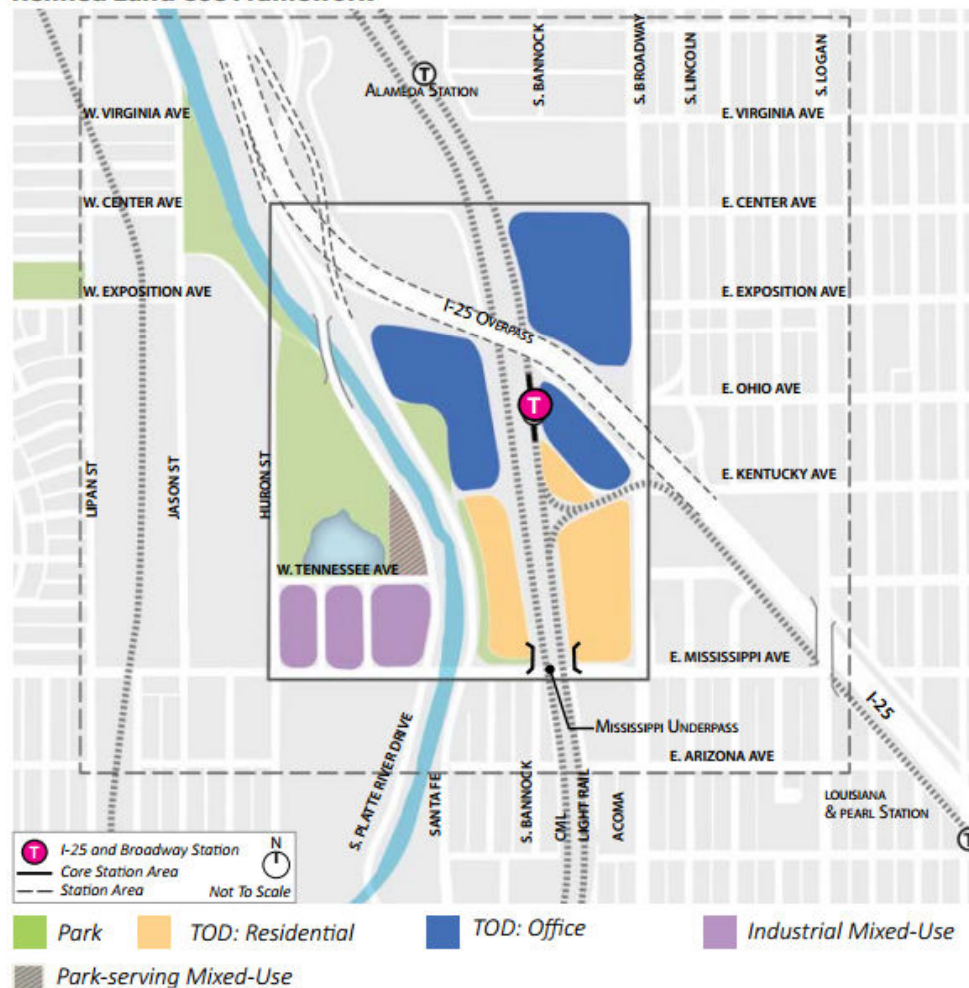 Refined Land Use Framework
ALAMEDA STATION
S. BANNOCK
S. BROADWAY
S. LINCOLN
S. LOGAN
W. VIRGINIA AVE
E. VIRGINIA AVE
W. CENTER AVE
E. CENTER AVE
W. EXPOSITION AVE
E. EXPOSITION AVE
I-25 OVERPASS
T
E. OHIO AVE
E. KENTUCKY AVE
LIPAN ST
JASON ST
HURON ST
W. TENNESSEE AVE
E. MISSISSIPPI AVE
I-25
MISSISSIPPI UNDERPASS
E. ARIZONA AVE
S. PLATTE RIVER DRIVE
SANTA FE
S. BANNOCK
CML
LIGHT RAIL
ACOMA
LOUISIANA
& PEARL STATION
T
T
T I-25 and Broadway Station
N
Core Station Area
Station Area
Not To Scale
Park
TOD: Residential
TOD: Office
Industrial Mixed-Use
Park-serving Mixed-Use